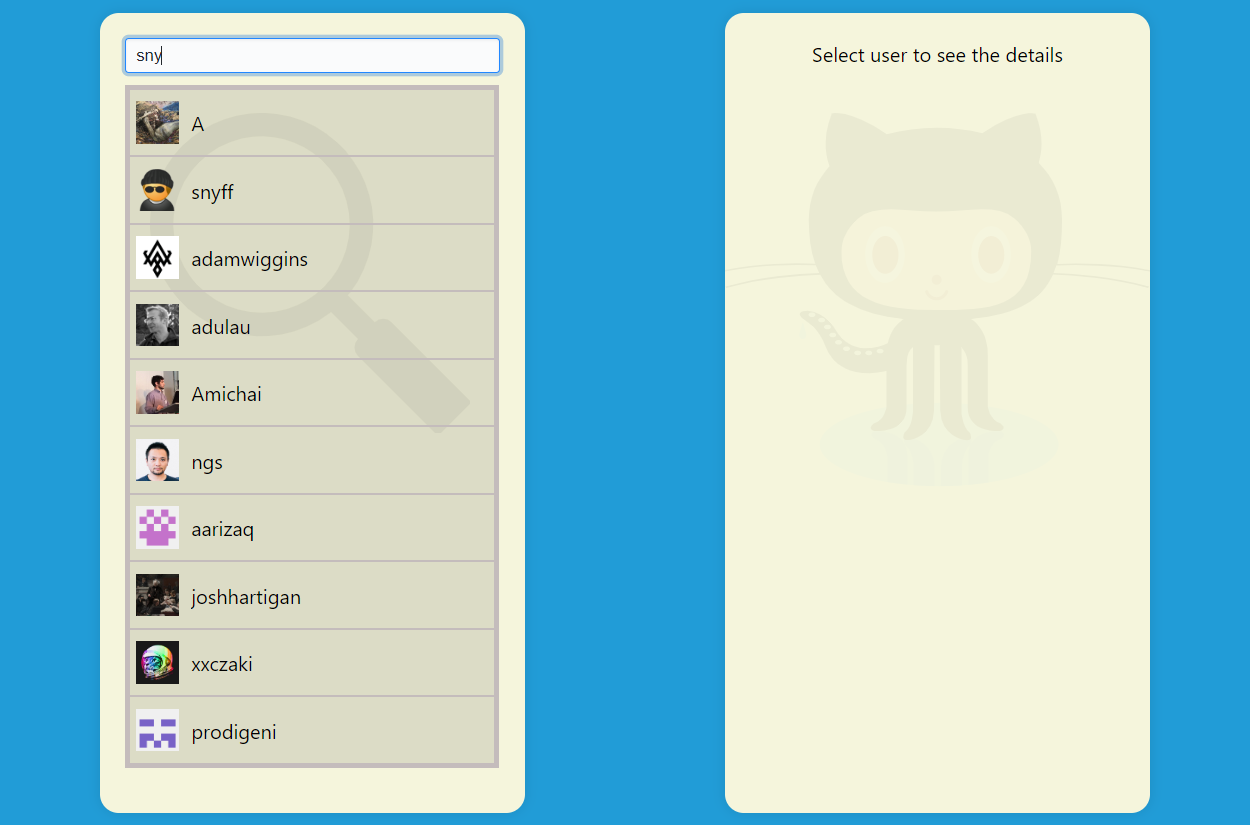 sny
A
snyff
adamwiggins
adulau
Amichai
ngs
aarizaq
joshhartigan
xxczaki
prodigeni
Select user to see the details